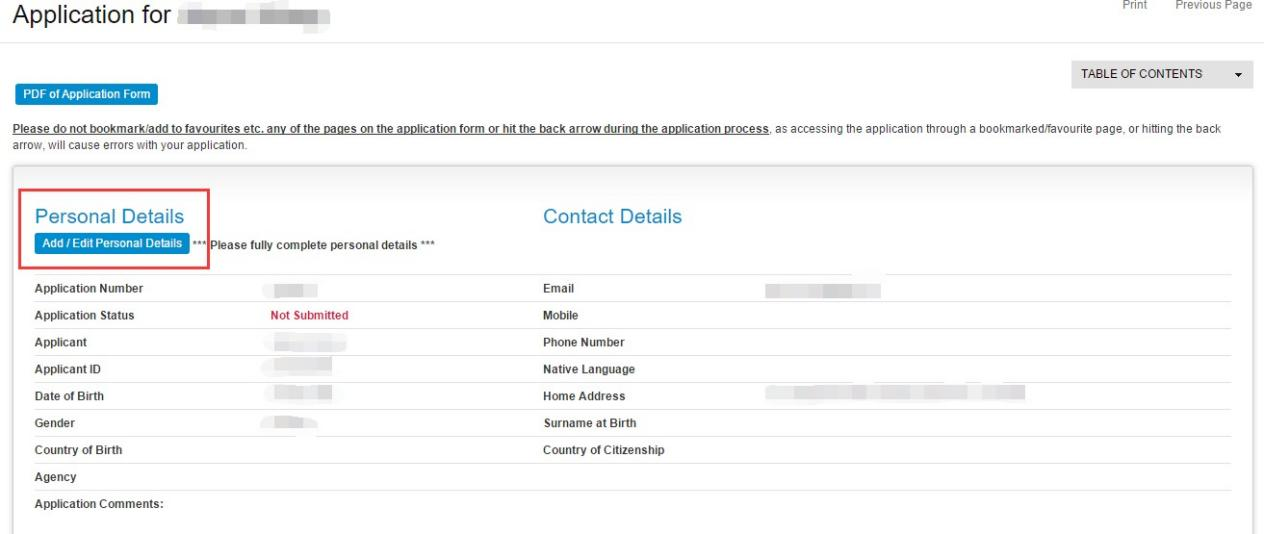 Application for
Print Previous Page
TABLE OF CONTENTS
PDF of Application Form
Please do not bookmark/add to favourites etc. any of the pages on the application form or hit the back arrow during the application process, as accessing the application through a bookmarked/favourite page, or hitting the back
arrow, will cause errors with your application.
Personal Details
Add / Edit Personal Details *** Please fully complete personal details ***
Application Number
Application Status Not Submitted
Applicant
Applicant ID
Date of Birth
Gender
Country of Birth
Agency
Application Comments:
Contact Details
Email
Mobile
Phone Number
Native Language
Home Address
Surname at Birth
Country of Citizenship